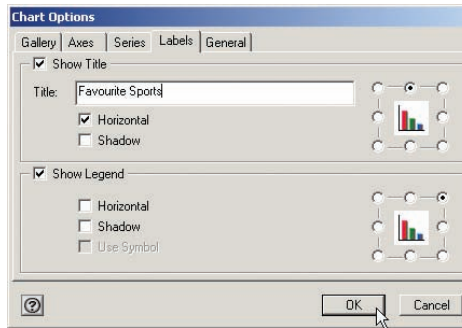 Chart Options
Gallery Axes Series Labels General
Show Title
Title: Favourite Sports
Horizontal
Shadow
Show Legend
Horizontal
Shadow
Use Symbol
? OK Cancel